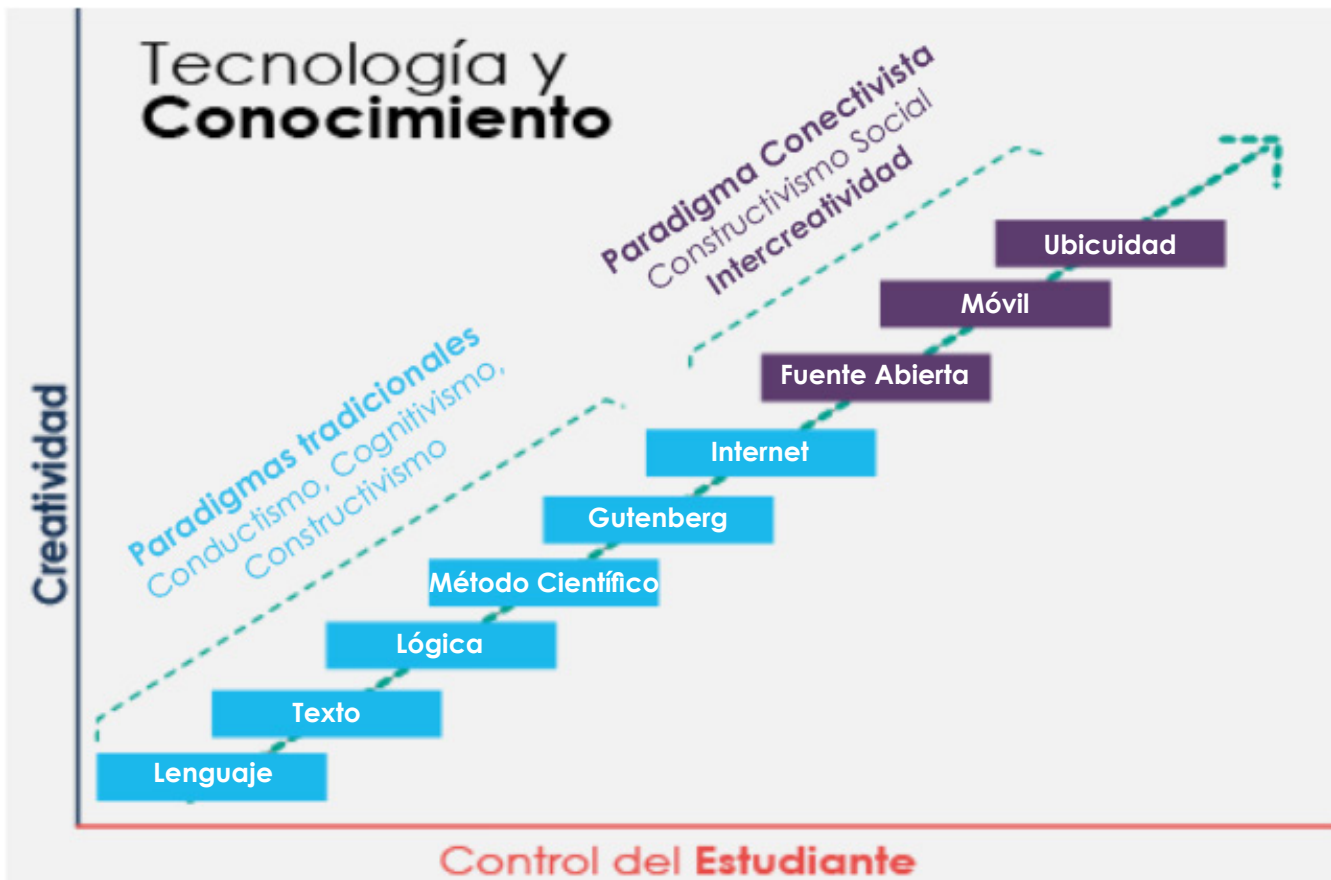 Tecnología y
Conocimiento
Paradigma Conectivista
Constructivismo Social
Intercreatividad
Ubicuidad
Móvil
Fuente Abierta
Paradigmas tradicionales
Conductismo, Cognitivismo,
Constructivismo
Internet
Gutenberg
Método Científico
Lógica
Texto
Lenguaje
Creatividad
Control del Estudiante